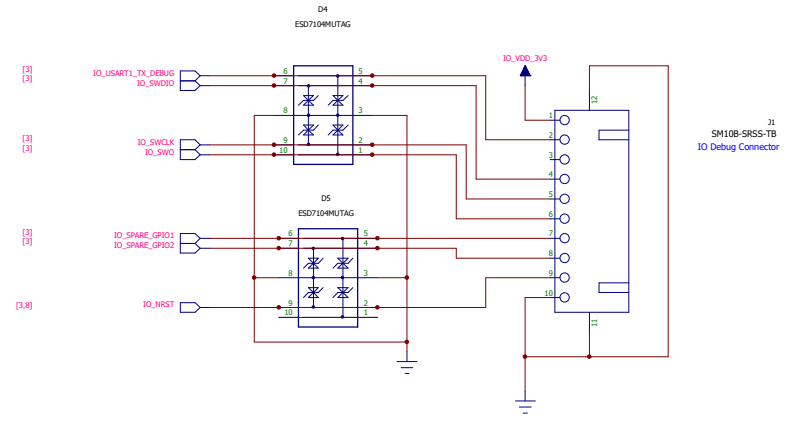 D4
ESD7104MUTAG
[3]
[3]
IO_USART1_TX_DEBUG
IO_SWDIO
6
7
8
9
10
5
4
3
2
1
[3]
[3]
IO_SWCLK
IO_SWO
D5
ESD7104MUTAG
[3]
[3]
IO_SPARE_GPIO1
IO_SPARE_GPIO2
6
7
8
9
10
5
4
3
2
1
[3,8]
IO_NRST
IO_VDD_3V3
12
1
2
3
4
5
6
7
8
9
10
11
J1
SM10B-SRSS-TB
IO Debug Connector